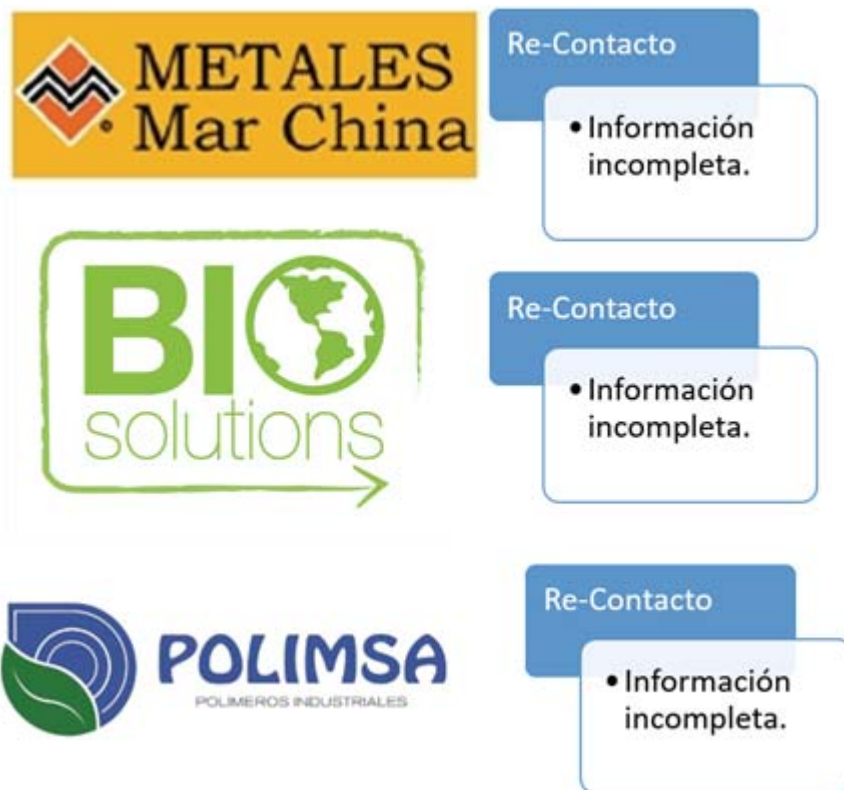 METALES
Mar China
Re-Contacto
• Información
incompleta.
BIO
solutions
Re-Contacto
• Información
incompleta.
POLIMSA
POLIMEROS INDUSTRIALES
Re-Contacto
• Información
incompleta.